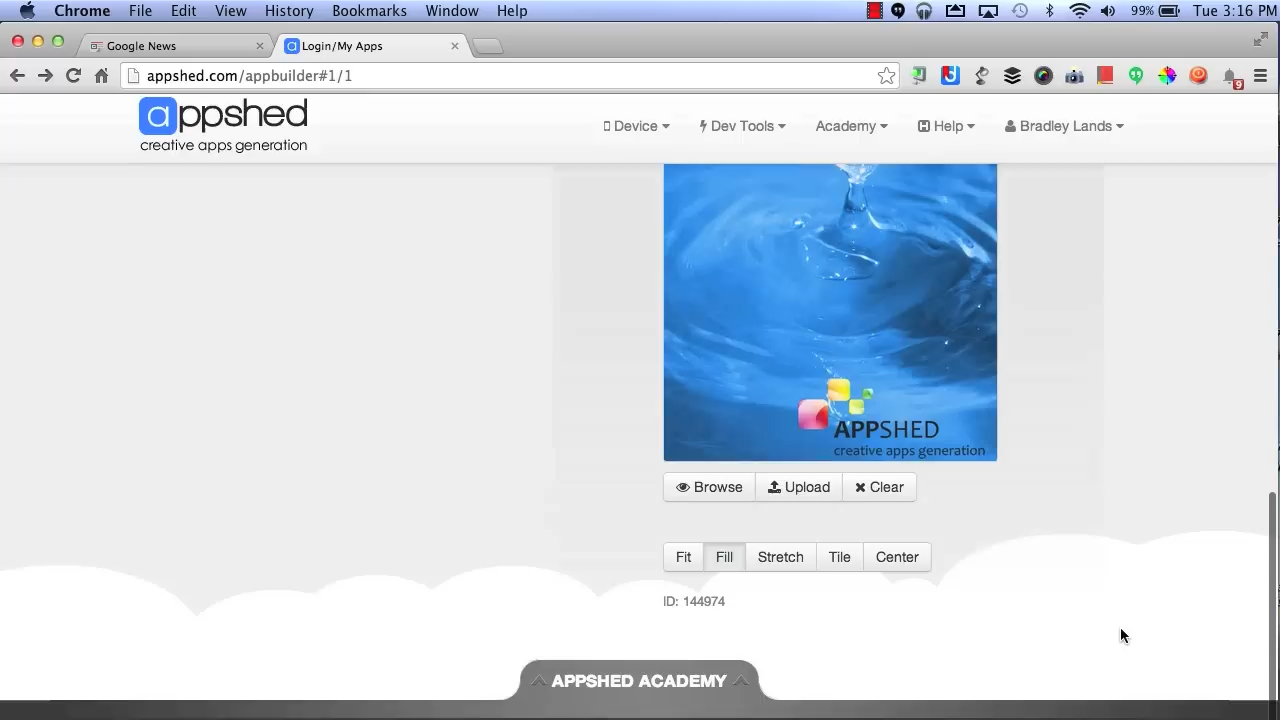 Chrome File Edit View History Bookmarks Window Help 99% Tue 3:16 PM
Google News Login/My Apps
appshed.com/appbuilder#1/1 9
appshed Device Dev Tools Academy Help Bradley Lands
creative apps generation
APPSHED
creative apps generation
Browse Upload Clear
Fit Fill Stretch Tile Center
ID: 144974
APPSHED ACADEMY